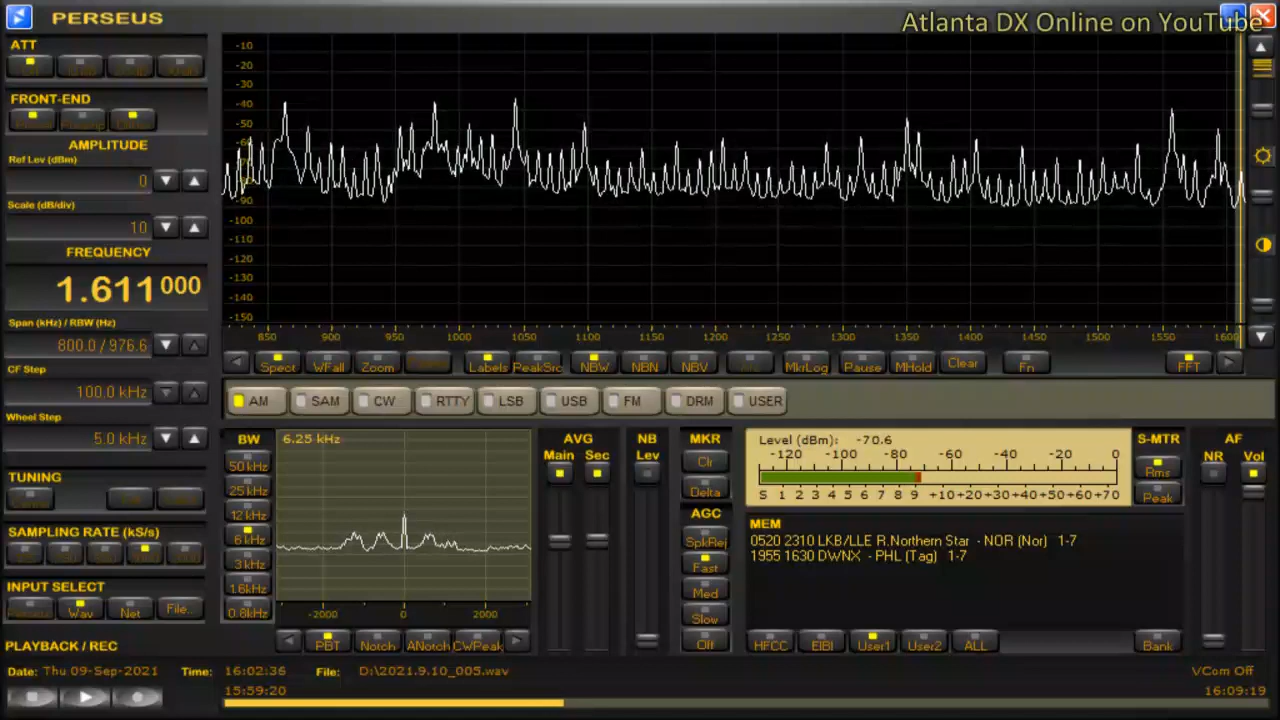 PERSEUS
Atlanta DX Online on YouTube
ATT
FRONT-END
AMPLITUDE
Ref Lev (dBm)
0
Scale (dB/div)
10
FREQUENCY
1.611 000
Span (kHz) / RBW (Hz)
800.0 / 976.6
CF Step
100.0 kHz
Wheel Step
5.0 kHz
TUNING
SAMPLING RATE (kS/s)
INPUT SELECT
Wav Net File..
PLAYBACK / REC
-10
-20
-30
-40
-50
-60
-70
-80
-90
-100
-110
-120
-130
-140
-150
850 900 950 1000 1050 1100 1150 1200 1250 1300 1350 1400 1450 1500 1550 1600
Spect WFall Zoom Labels PeakSrc NBW NBN NBV MkrLog Pause MHold Clear Fn FFT
AM SAM CW RTTY LSB USB FM DRM USER
BW
50 kHz
25 kHz
12 kHz
6 kHz
3 kHz
1.6kHz
0.8kHz
6.25 kHz
-2000 0 2000
PBT Notch ANotch CWPeak
AVG
Main Sec
NB
Lev
MKR
Clr
Delta
AGC
SpkRej
Fast
Med
Slow
Off
Level (dBm): -70.6
-120 -100 -80 -60 -40 -20 0
S 1 2 3 4 5 6 7 8 9 +10+20+30+40+50+60+70
S-MTR
Rms
Peak
AF
NR Vol
MEM
0520 2310 LKB/LLE R.Northern Star - NOR (Nor) 1-7
1955 1630 DWNX - PHL (Tag) 1-7
HFCC EIBI User1 User2 ALL Bank
Date: Thu 09-Sep-2021 Time: 16:02:36 File: D:\2021.9.10_005.wav VCom Off
15:59:20 16:09:19